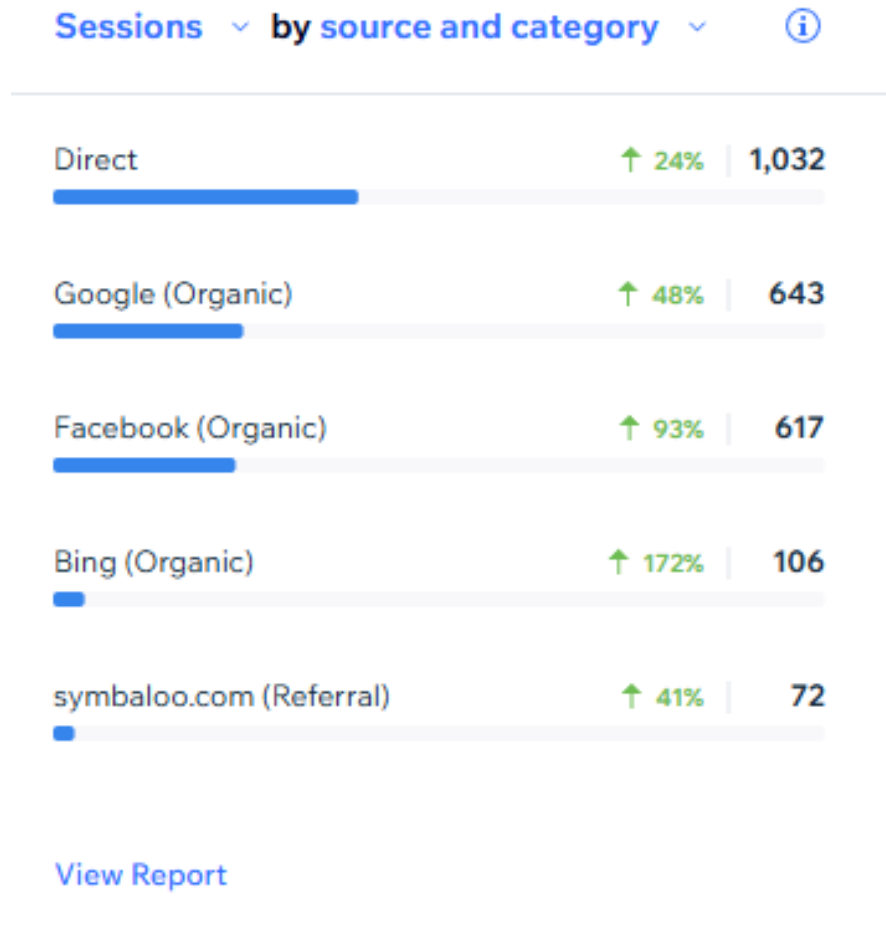 Sessions by source and category
Direct ↑ 24% 1,032
Google (Organic) ↑ 48% 643
Facebook (Organic) ↑ 93% 617
Bing (Organic) ↑ 172% 106
symbaloo.com (Referral) ↑ 41% 72
View Report